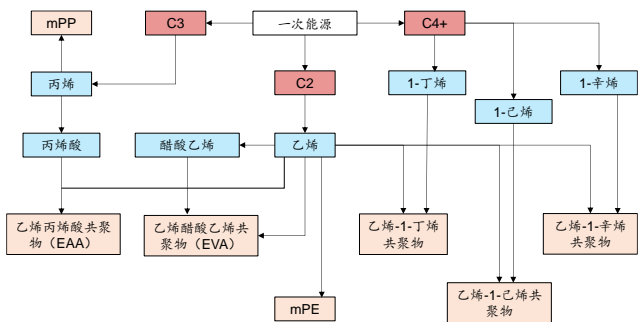 mPP
C3
一次能源
C4+
丙烯
C2
1-丁烯
1-辛烯
1-己烯
丙烯酸
醋酸乙烯
乙烯
乙烯丙烯酸共聚
物（EAA）
乙烯醋酸乙烯共
聚物（EVA）
乙烯-1-丁烯
共聚物
乙烯-1-辛烯
共聚物
mPE
乙烯-1-己烯共
聚物